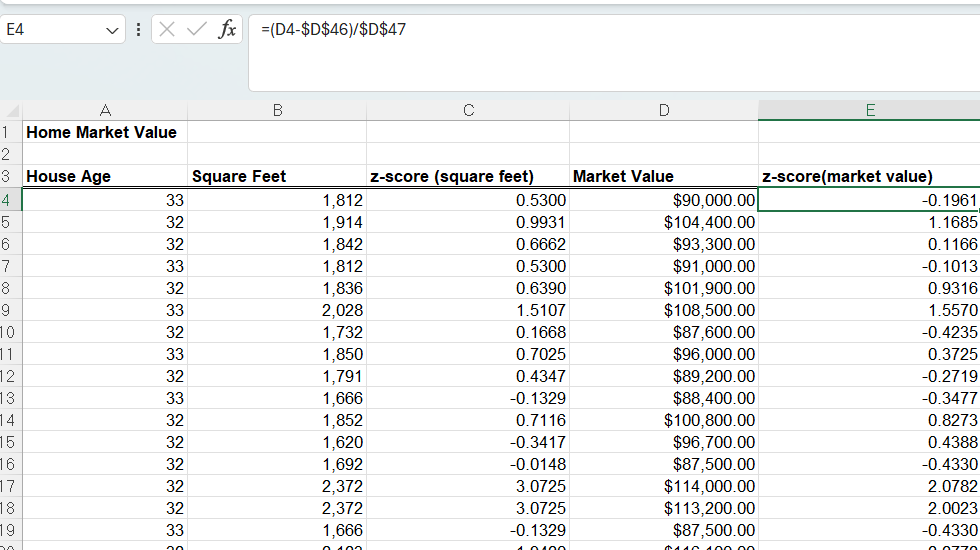 E4 fx =(D4-$D$46)/$D$47
A B C D E
1 Home Market Value
2
3 House Age Square Feet z-score (square feet) Market Value z-score(market value)
4 33 1,812 0.5300 $90,000.00 -0.1961
5 32 1,914 0.9931 $104,400.00 1.1685
6 32 1,842 0.6662 $93,300.00 0.1166
7 33 1,812 0.5300 $91,000.00 -0.1013
8 32 1,836 0.6390 $101,900.00 0.9316
9 33 2,028 1.5107 $108,500.00 1.5570
10 32 1,732 0.1668 $87,600.00 -0.4235
11 33 1,850 0.7025 $96,000.00 0.3725
12 32 1,791 0.4347 $89,200.00 -0.2719
13 33 1,666 -0.1329 $88,400.00 -0.3477
14 32 1,852 0.7116 $100,800.00 0.8273
15 32 1,620 -0.3417 $96,700.00 0.4388
16 32 1,692 -0.0148 $87,500.00 -0.4330
17 32 2,372 3.0725 $114,000.00 2.0782
18 32 2,372 3.0725 $113,200.00 2.0023
19 33 1,666 -0.1329 $87,500.00 -0.4330